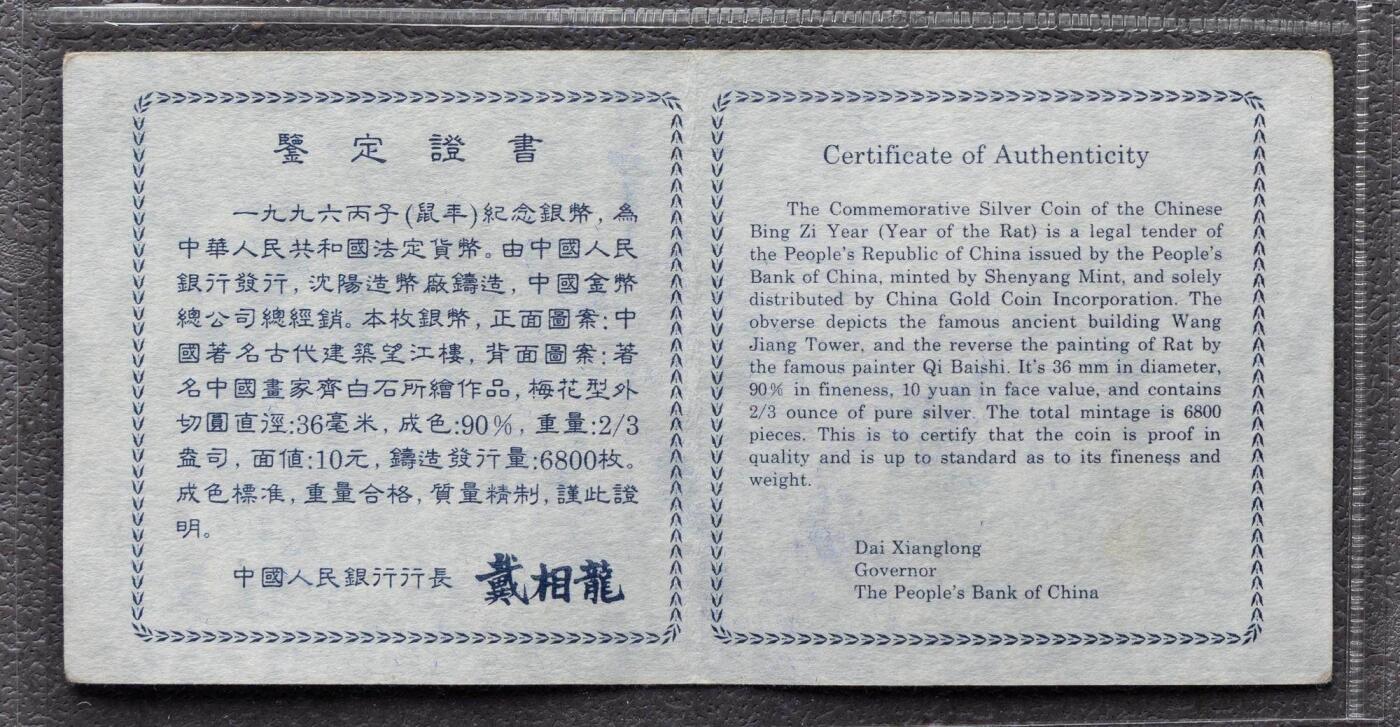 鑒定證書
一九九六丙子(鼠年)紀念銀幣,為
中華人民共和國法定貨幣。由中國人民
銀行發行,沈陽造幣廠鑄造,中國金幣
總公司總經銷。本枚銀幣,正面圖案:中
國著名古代建築望江樓,背面圖案:著
名中國畫家齊白石所繪作品,梅花型外
切圓直徑:36毫米,成色:90%,重量:2/3
盎司,面值:10元,鑄造發行量:6800枚。
成色標准,重量合格,質量精制,謹此證
明。
中國人民銀行行長 戴相龍
Certificate of Authenticity
The Commemorative Silver Coin of the Chinese
Bing Zi Year (Year of the Rat) is a legal tender of
the People's Republic of China issued by the People's
Bank of China, minted by Shenyang Mint, and solely
distributed by China Gold Coin Incorporation. The
obverse depicts the famous ancient building Wang
Jiang Tower, and the reverse the painting of Rat by
the famous painter Qi Baishi. It's 36 mm in diameter,
90% in fineness, 10 yuan in face value, and contains
2/3 ounce of pure silver. The total mintage is 6800
pieces. This is to certify that the coin is proof in
quality and is up to standard as to its fineness and
weight.
Dai Xianglong
Governor
The People's Bank of China